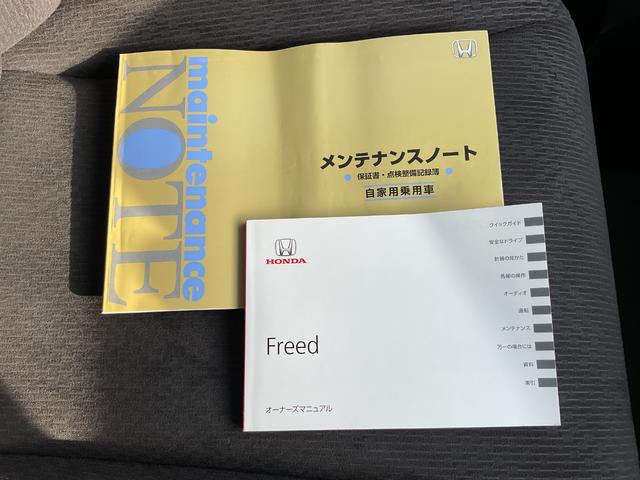 maintenance
NOTE
メンテナンスノート
保証書・点検整備記録簿
自家用乗用車
HONDA
Freed
オーナーズマニュアル
クイックガイド
安全なドライブ
計器の見かた
各部の操作
オーディオ
運転
メンテナンス
万一の場合には
資料
索引